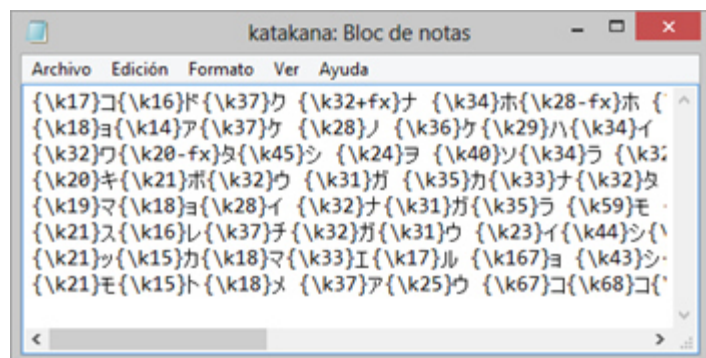 katakana: Bloc de notas
Archivo Edición Formato Ver Ayuda
{\k17}コ{\k16}ド{\k37}ク {\k32+fx}ナ {\k34}ホ{\k28-fx}ホ {
{\k18}ョ{\k14}ア{\k37}ケ {\k28}ノ {\k36}ケ{\k29}ハ{\k34}イ
{\k32}ワ{\k20-fx}タ{\k45}シ {\k24}ヲ {\k40}ソ{\k34}ラ {\k32
{\k20}キ{\k21}ボ{\k32}ウ {\k31}ガ {\k35}カ{\k33}ナ{\k32}タ
{\k19}マ{\k18}ョ{\k28}イ {\k32}ナ{\k31}ガ{\k35}ラ {\k59}モ
{\k21}ス{\k16}レ{\k37}チ{\k32}ガ{\k31}ウ {\k23}イ{\k44}シ{\
{\k21}ッ{\k15}カ{\k18}マ{\k33}エ{\k17}ル {\k167}ョ {\k43}シ
{\k21}モ{\k15}ト{\k18}メ {\k37}ア{\k25}ウ {\k67}コ{\k68}コ{